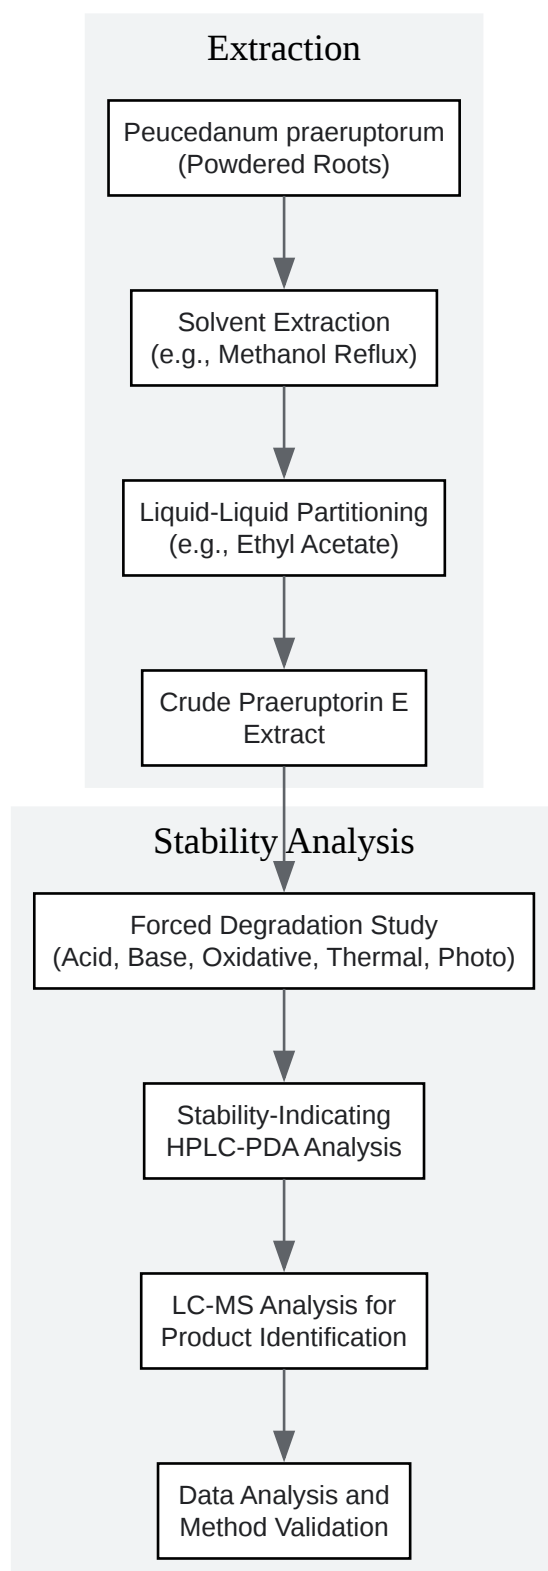 Extraction
Peucedanum praeruptorum
(Powdered Roots)
Solvent Extraction
(e.g., Methanol Reflux)
Liquid-Liquid Partitioning
(e.g., Ethyl Acetate)
Crude Praeruptorin E
Extract
Stability Analysis
Forced Degradation Study
(Acid, Base, Oxidative, Thermal, Photo)
Stability-Indicating
HPLC-PDA Analysis
LC-MS Analysis for
Product Identification
Data Analysis and
Method Validation